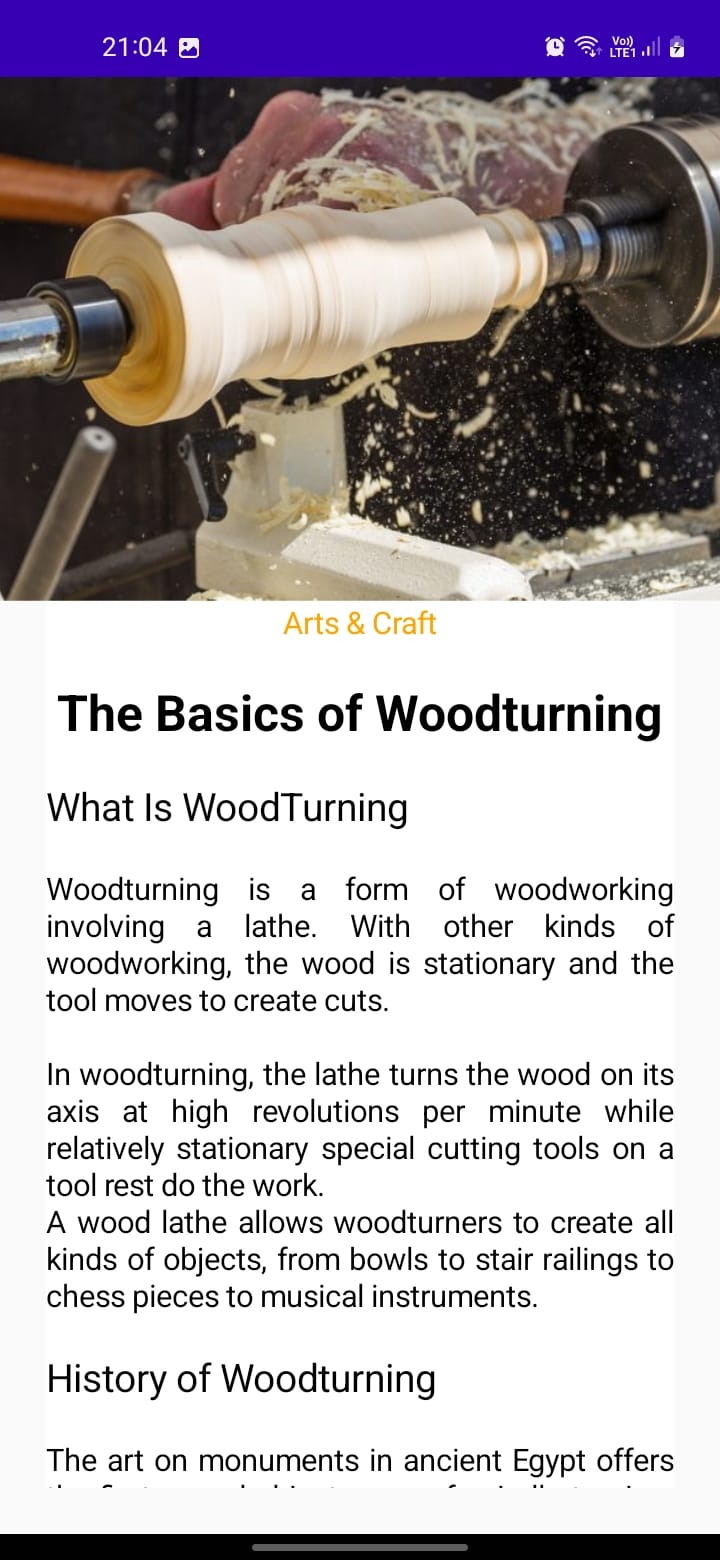 21:04
Vo))
LTE1
Arts & Craft
The Basics of Woodturning
What Is WoodTurning
Woodturning is a form of woodworking
involving a lathe. With other kinds of
woodworking, the wood is stationary and the
tool moves to create cuts.
In woodturning, the lathe turns the wood on its
axis at high revolutions per minute while
relatively stationary special cutting tools on a
tool rest do the work.
A wood lathe allows woodturners to create all
kinds of objects, from bowls to stair railings to
chess pieces to musical instruments.
History of Woodturning
The art on monuments in ancient Egypt offers